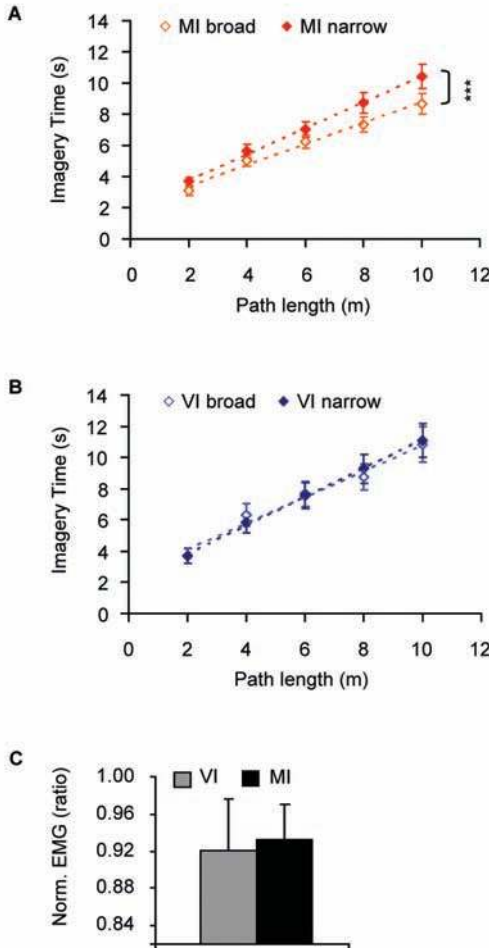 A
MI broad MI narrow
14
12
10
8
6
4
2
0
Imagery Time (s)
***
0 2 4 6 8 10
Path length (m)
B
VI broad VI narrow
14
12
10
8
6
4
2
0
Imagery Time (s)
0 2 4 6 8 10
Path length (m)
C
VI MI
1.00
0.96
0.92
0.88
0.84
Norm. EMG (ratio)